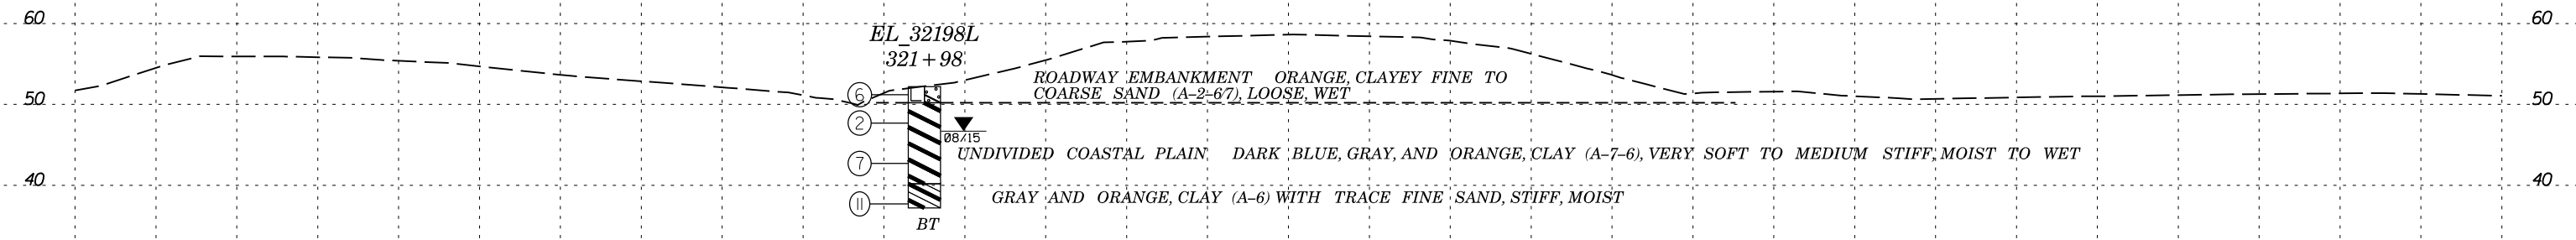 60 60
EL_32198L
321+98
ROADWAY EMBANKMENT ORANGE, CLAYEY FINE TO
COARSE SAND (A-2-6/7), LOOSE, WET
50 6 50
2
08/15
UNDIVIDED COASTAL PLAIN DARK BLUE, GRAY, AND ORANGE, CLAY (A-7-6), VERY SOFT TO MEDIUM STIFF, MOIST TO WET
7
40 40
GRAY AND ORANGE, CLAY (A-6) WITH TRACE FINE SAND, STIFF, MOIST
11
BT